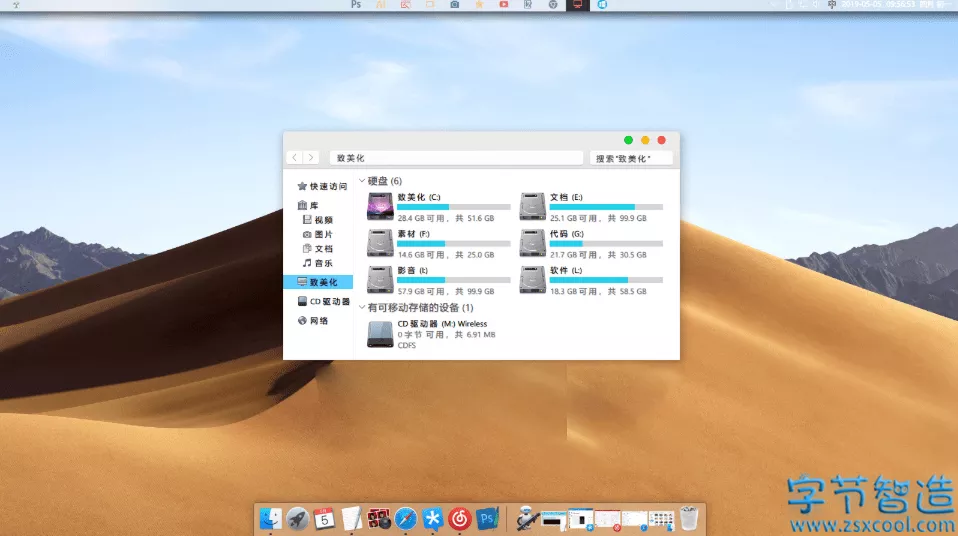 Ps
中 2019-05-05, 09:56:53
致美化
搜索"致美化"
快速访问
库
视频
图片
文档
音乐
致美化
CD 驱动器
网络
硬盘 (6)
致美化 (C:)
28.4 GB 可用, 共 51.6 GB
文档 (E:)
25.1 GB 可用, 共 99.9 GB
素材 (F:)
14.6 GB 可用, 共 25.0 GB
代码 (G:)
21.7 GB 可用, 共 30.5 GB
影音 (I:)
57.9 GB 可用, 共 99.9 GB
软件 (L:)
18.3 GB 可用, 共 58.5 GB
有可移动存储的设备 (1)
CD 驱动器 (M:) Wireless
0 字节 可用, 共 6.91 MB
CDFS
5
Ps
字节智造
www.zsxcool.com